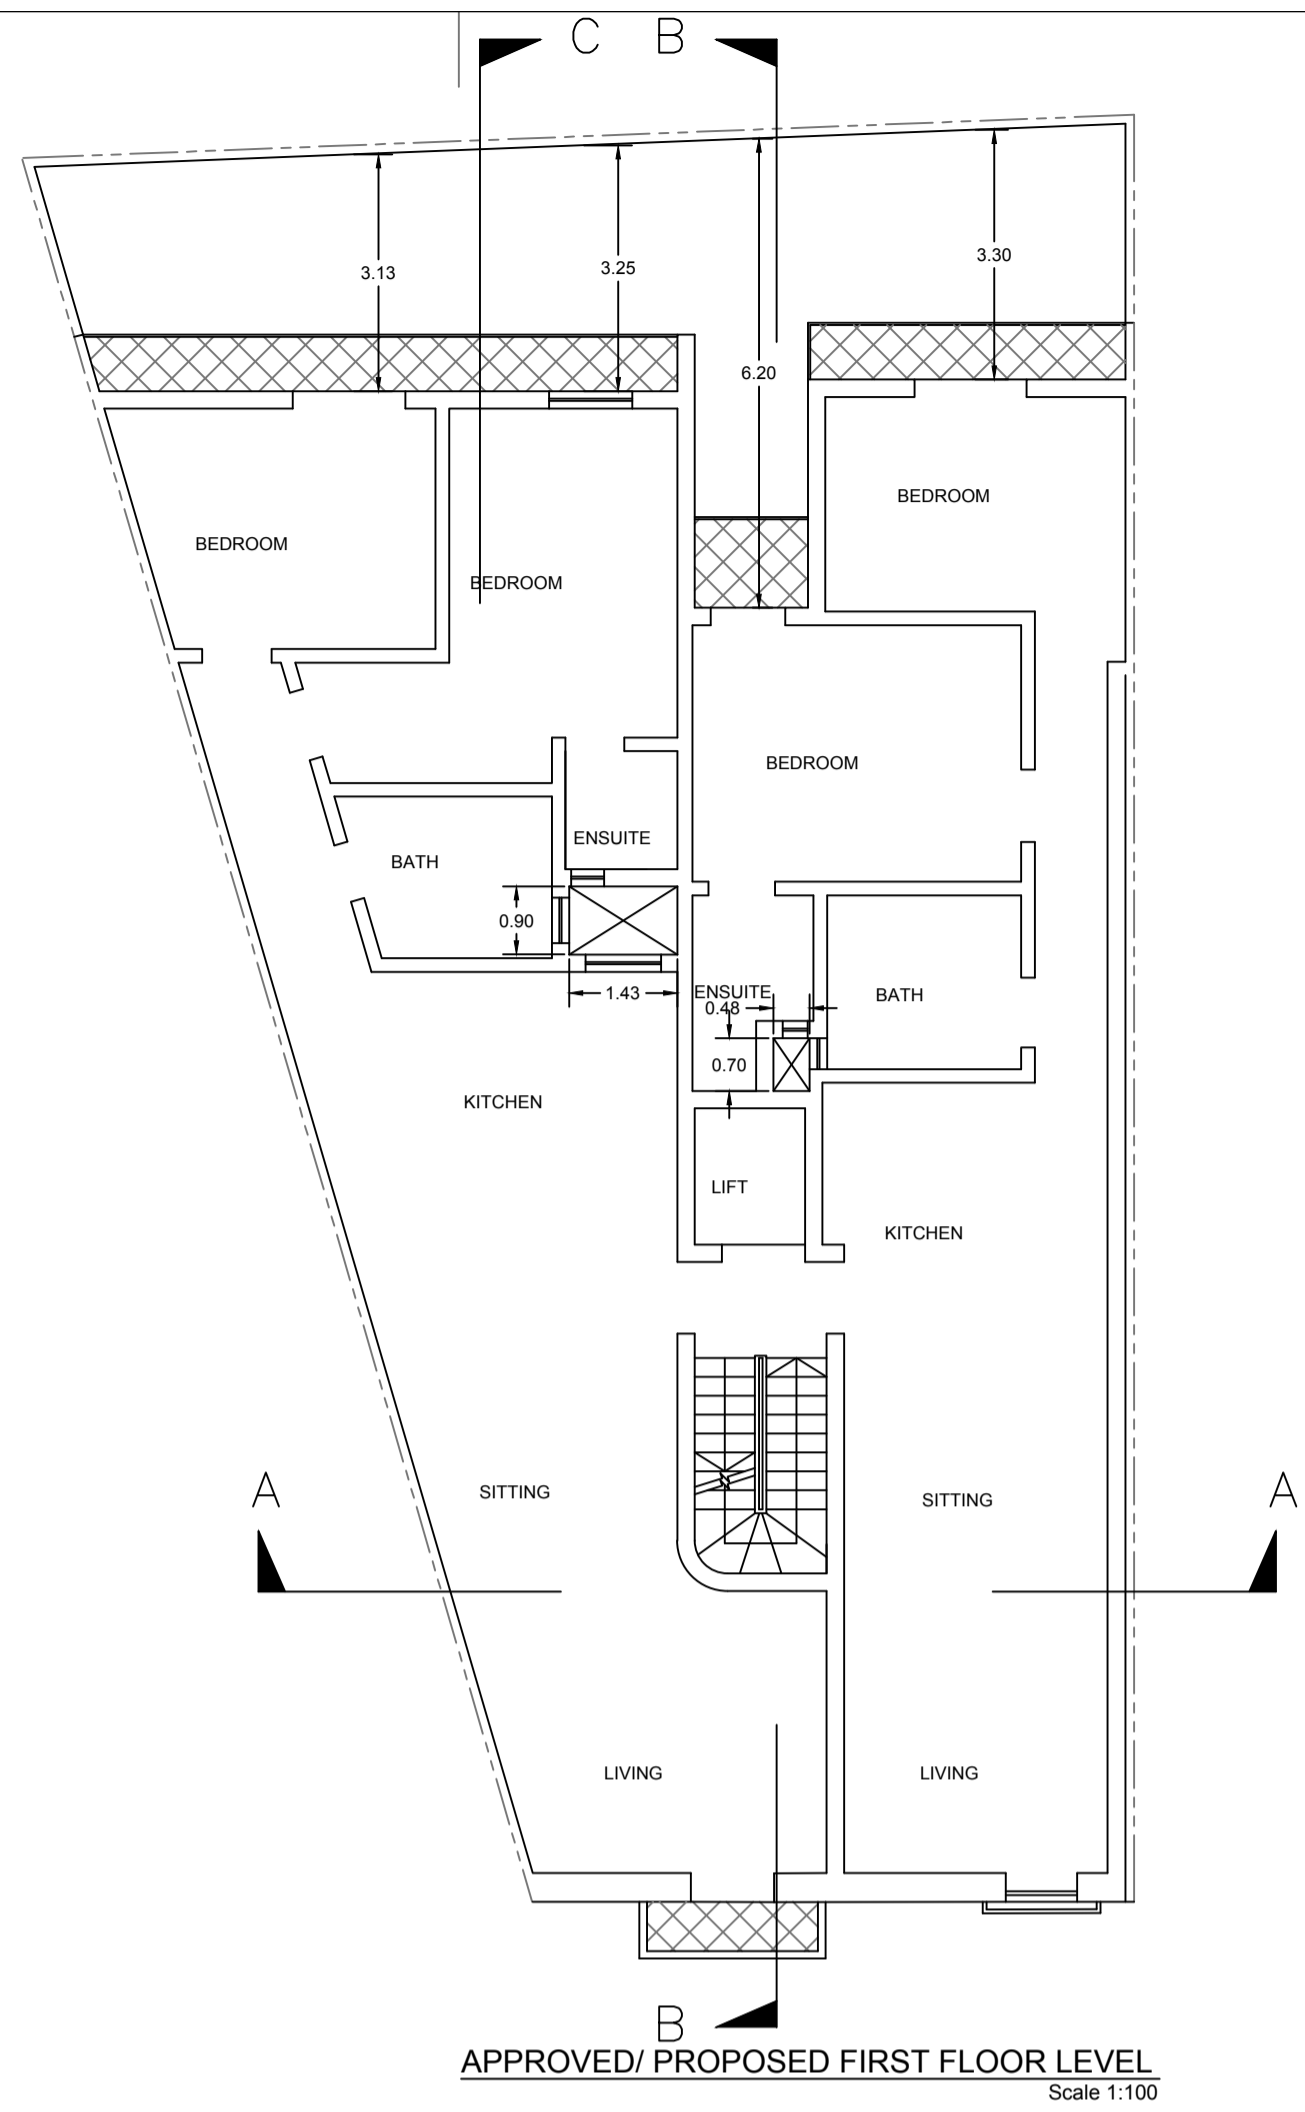 C B
3.13
3.25
3.30
6.20
BEDROOM
BEDROOM
BEDROOM
BEDROOM
ENSUITE
BATH
0.90
1.43
ENSUITE
0.48
BATH
0.70
KITCHEN
LIFT
KITCHEN
A
A
SITTING
SITTING
LIVING
LIVING
B
APPROVED/ PROPOSED FIRST FLOOR LEVEL
Scale 1:100